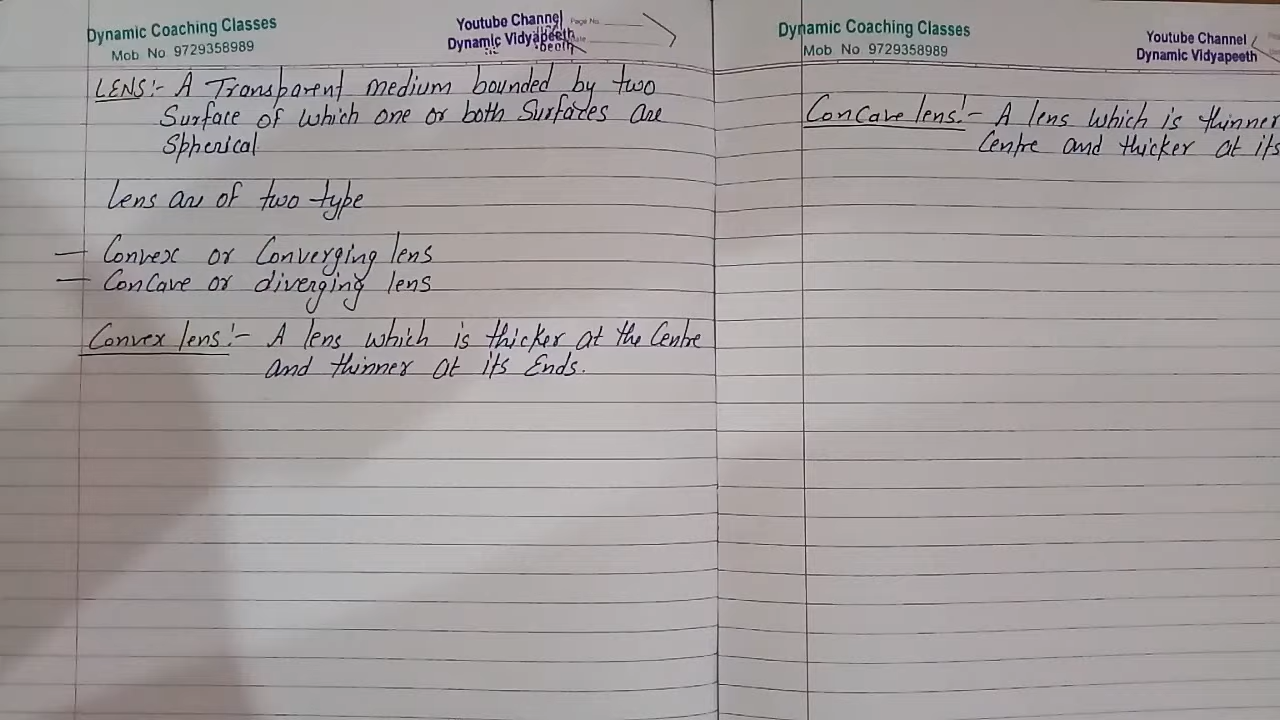 Dynamic Coaching Classes
Mob. No 9729358989
Youtube Channel
Dynamic Vidyapeeth
Page No.
LENS:- A Transparent medium bounded by two
Surface of which one or both Surfaces are
Spherical
Lens are of two type
— Convex or Converging lens
— Concave or diverging lens
Convex lens:- A lens which is thicker at the Centre
and thinner at its Ends.
Dynamic Coaching Classes
Mob. No 9729358989
Youtube Channel
Dynamic Vidyapeeth
Concave lens:- A lens which is thinner
Centre and thicker at its